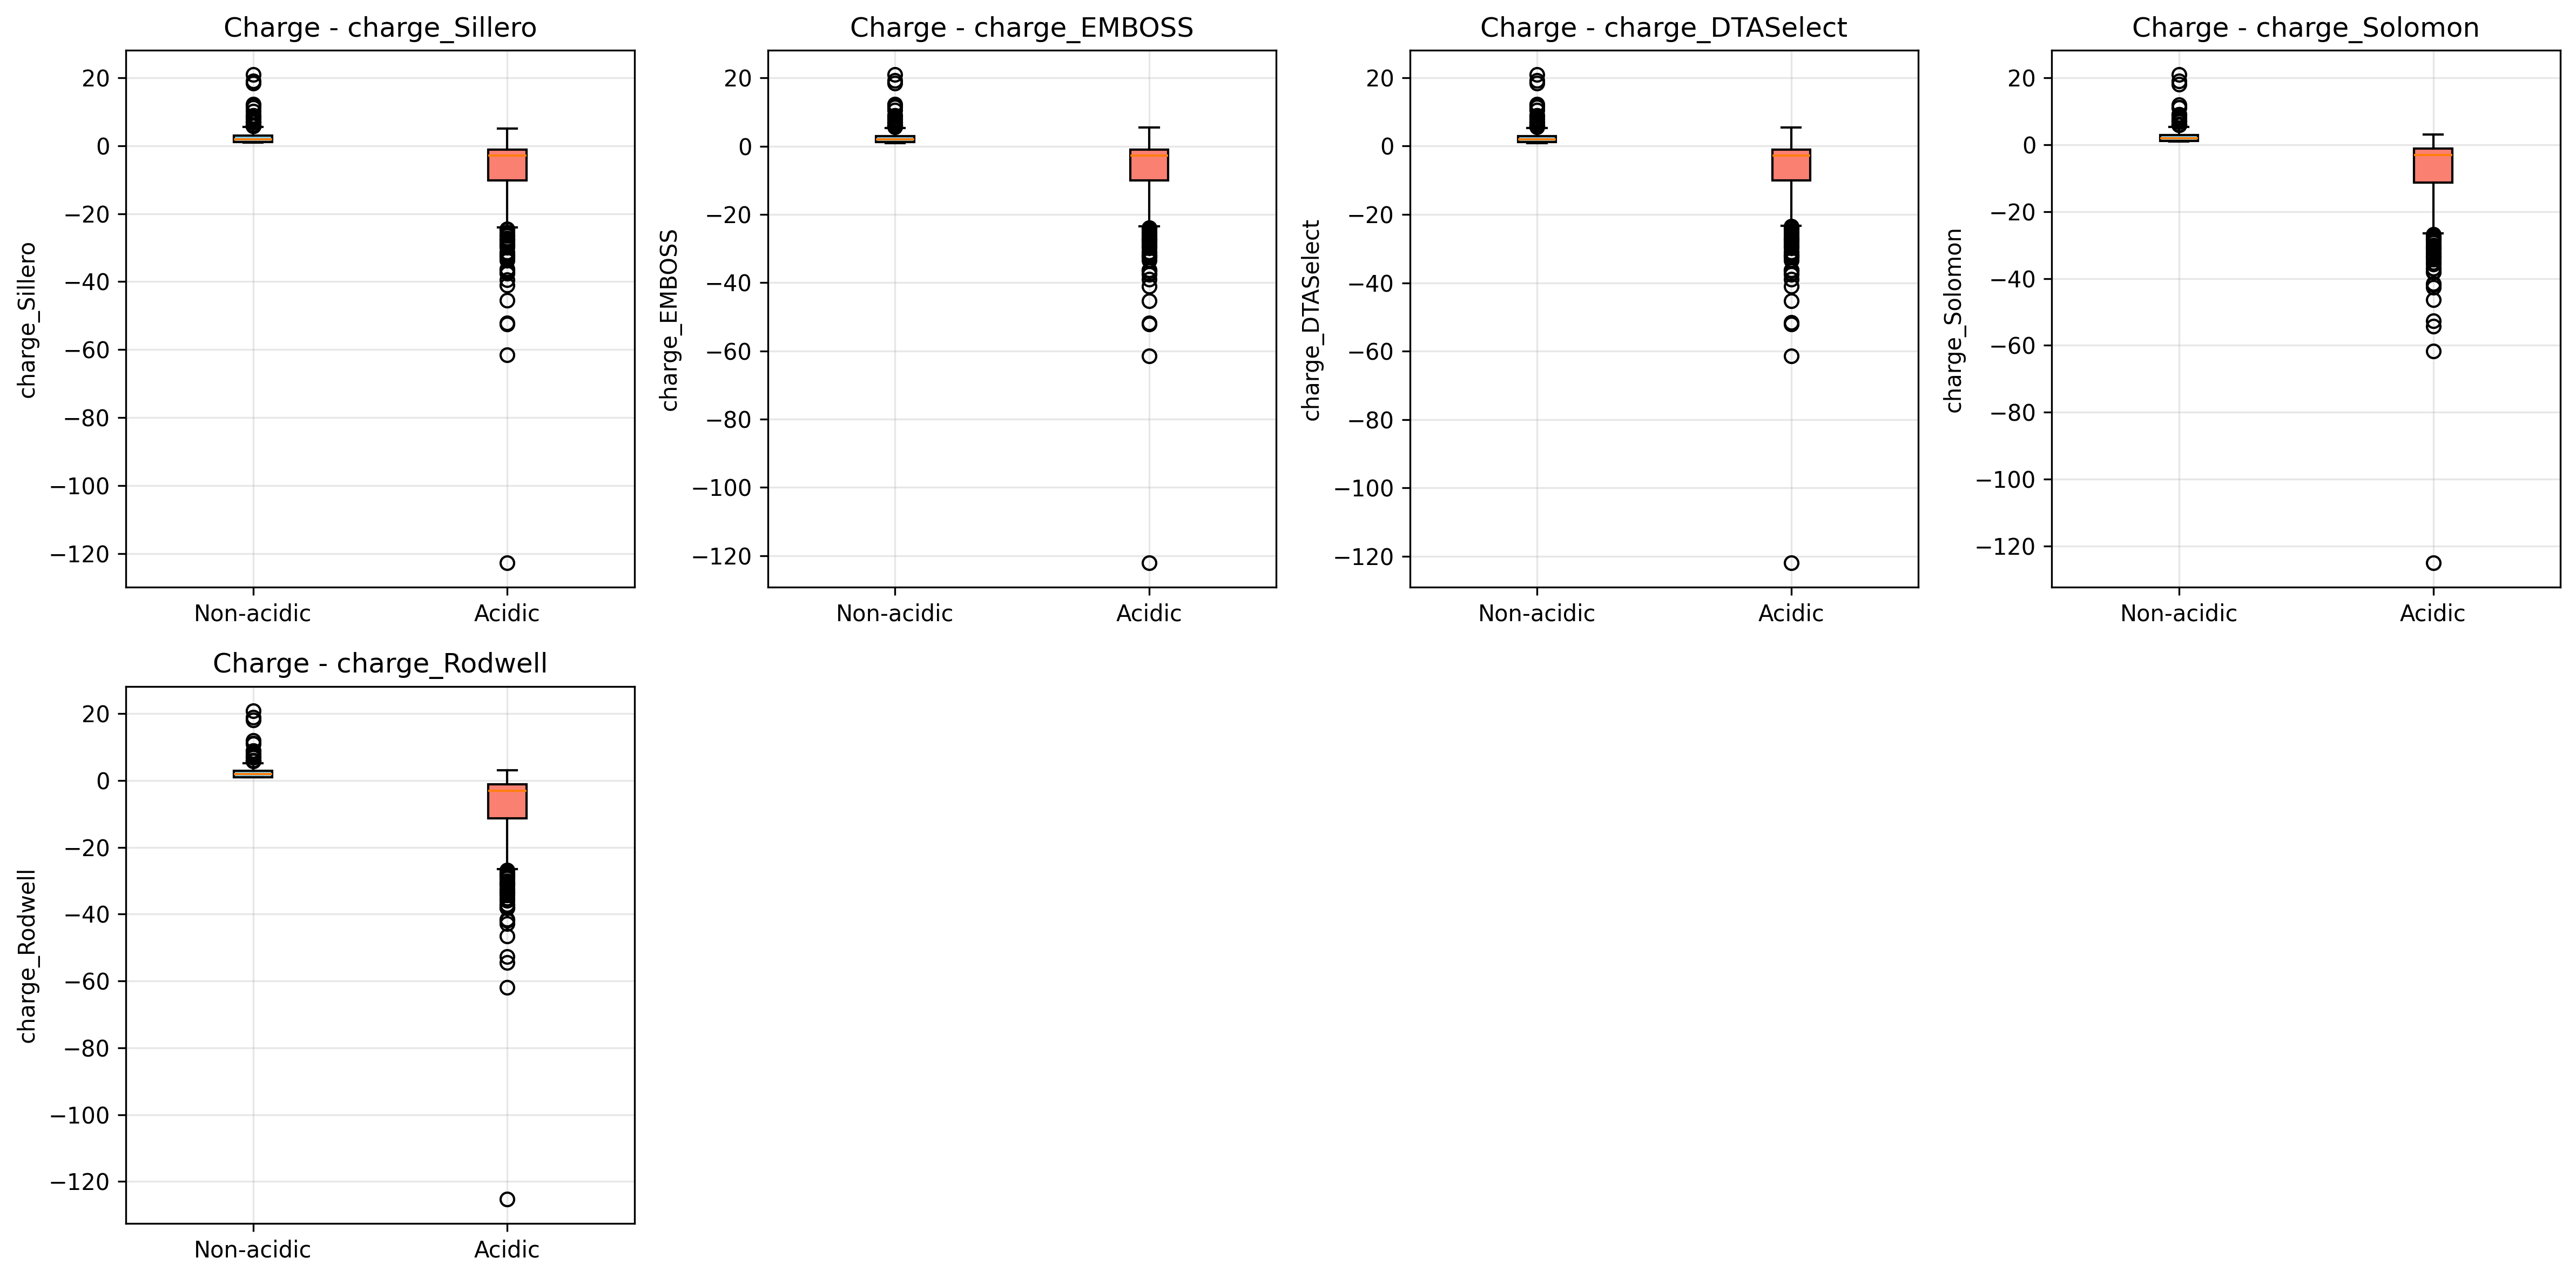 Charge - charge_Sillero
charge_Sillero
20
0
−20
−40
−60
−80
−100
−120
Non-acidic
Acidic
Charge - charge_EMBOSS
charge_EMBOSS
20
0
−20
−40
−60
−80
−100
−120
Non-acidic
Acidic
Charge - charge_DTASelect
charge_DTASelect
20
0
−20
−40
−60
−80
−100
−120
Non-acidic
Acidic
Charge - charge_Solomon
charge_Solomon
20
0
−20
−40
−60
−80
−100
−120
Non-acidic
Acidic
Charge - charge_Rodwell
charge_Rodwell
20
0
−20
−40
−60
−80
−100
−120
Non-acidic
Acidic